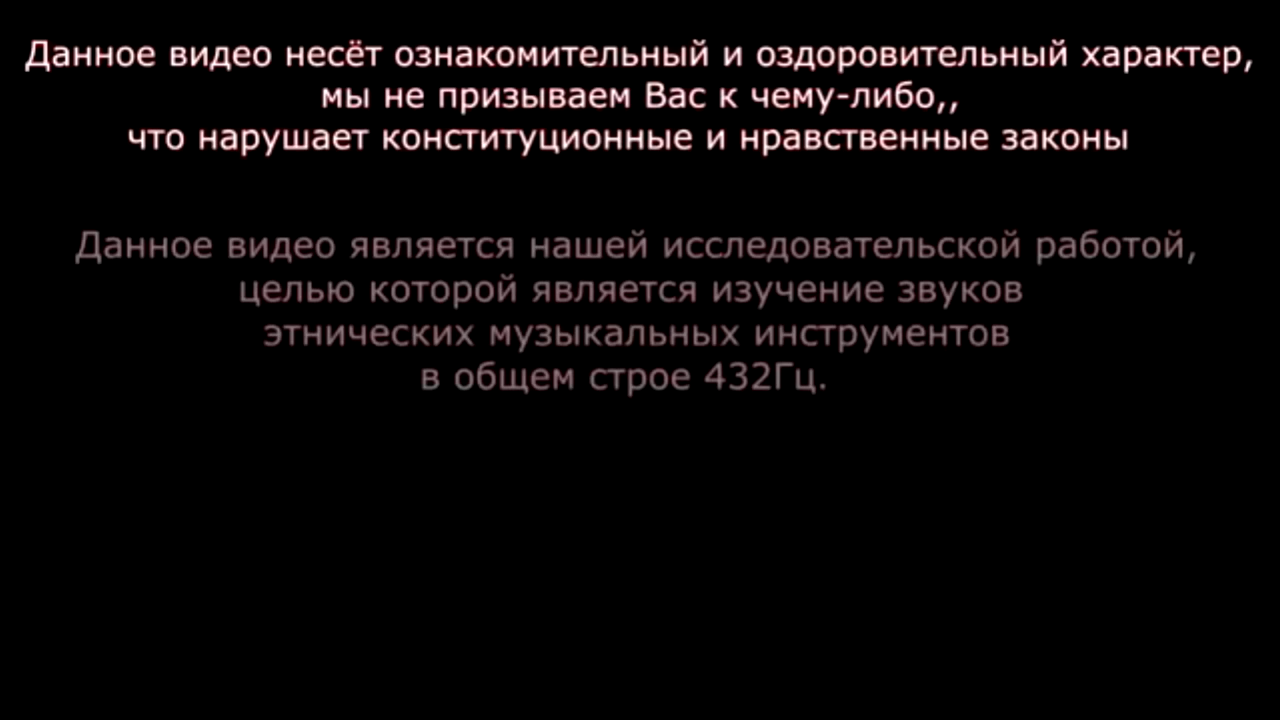 Данное видео несёт ознакомительный и оздоровительный характер,
мы не призываем Вас к чему-либо,,
что нарушает конституционные и нравственные законы
Данное видео является нашей исследовательской работой,
целью которой является изучение звуков
этнических музыкальных инструментов
в общем строе 432Гц.